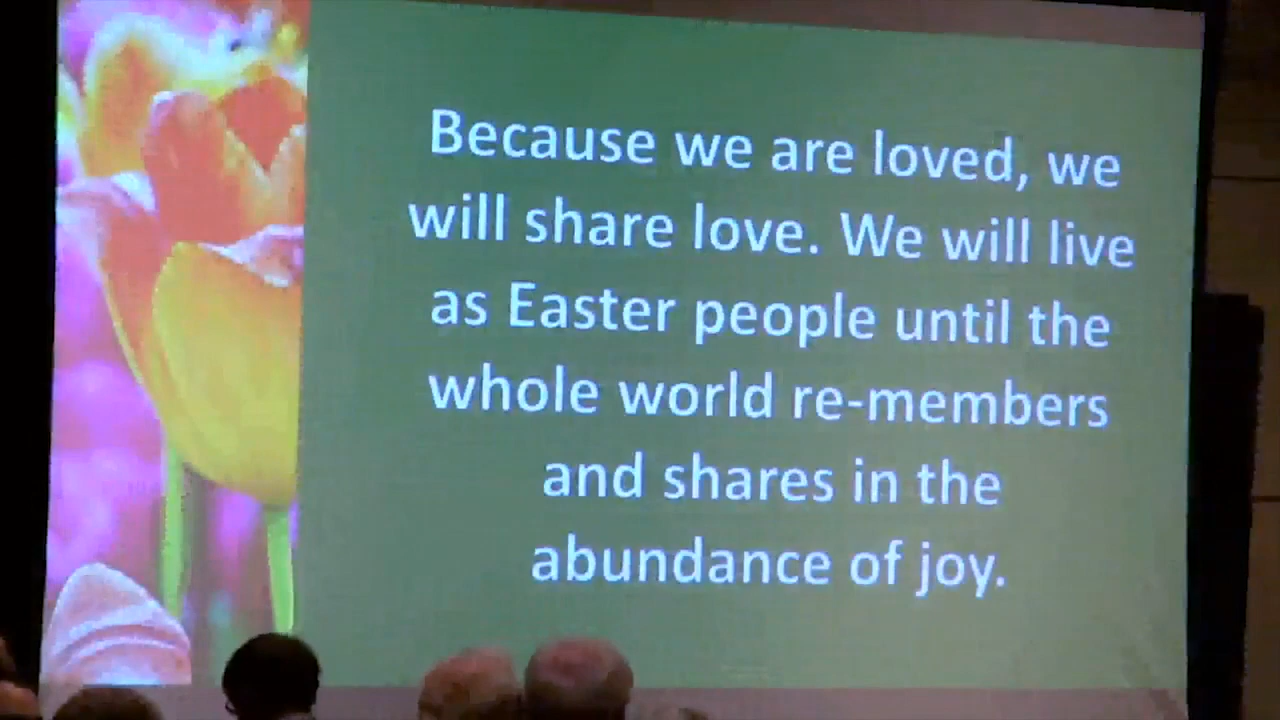 Because we are loved, we
will share love. We will live
as Easter people until the
whole world re-members
and shares in the
abundance of joy.